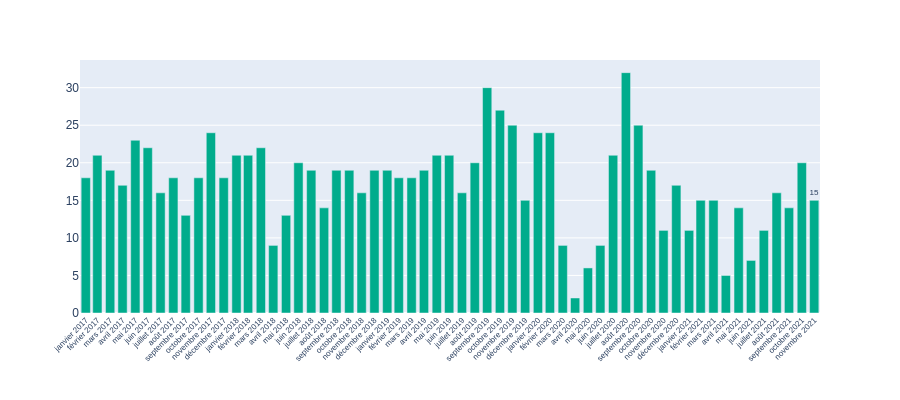 30
25
20
15
10
5
0
15
janvier 2017
février 2017
mars 2017
avril 2017
mai 2017
juin 2017
juillet 2017
août 2017
septembre 2017
octobre 2017
novembre 2017
décembre 2017
janvier 2018
février 2018
mars 2018
avril 2018
mai 2018
juin 2018
juillet 2018
août 2018
septembre 2018
octobre 2018
novembre 2018
décembre 2018
janvier 2019
février 2019
mars 2019
avril 2019
mai 2019
juin 2019
juillet 2019
août 2019
septembre 2019
octobre 2019
novembre 2019
décembre 2019
janvier 2020
février 2020
mars 2020
avril 2020
mai 2020
juin 2020
juillet 2020
août 2020
septembre 2020
octobre 2020
novembre 2020
décembre 2020
janvier 2021
février 2021
mars 2021
avril 2021
mai 2021
juin 2021
juillet 2021
août 2021
septembre 2021
octobre 2021
novembre 2021